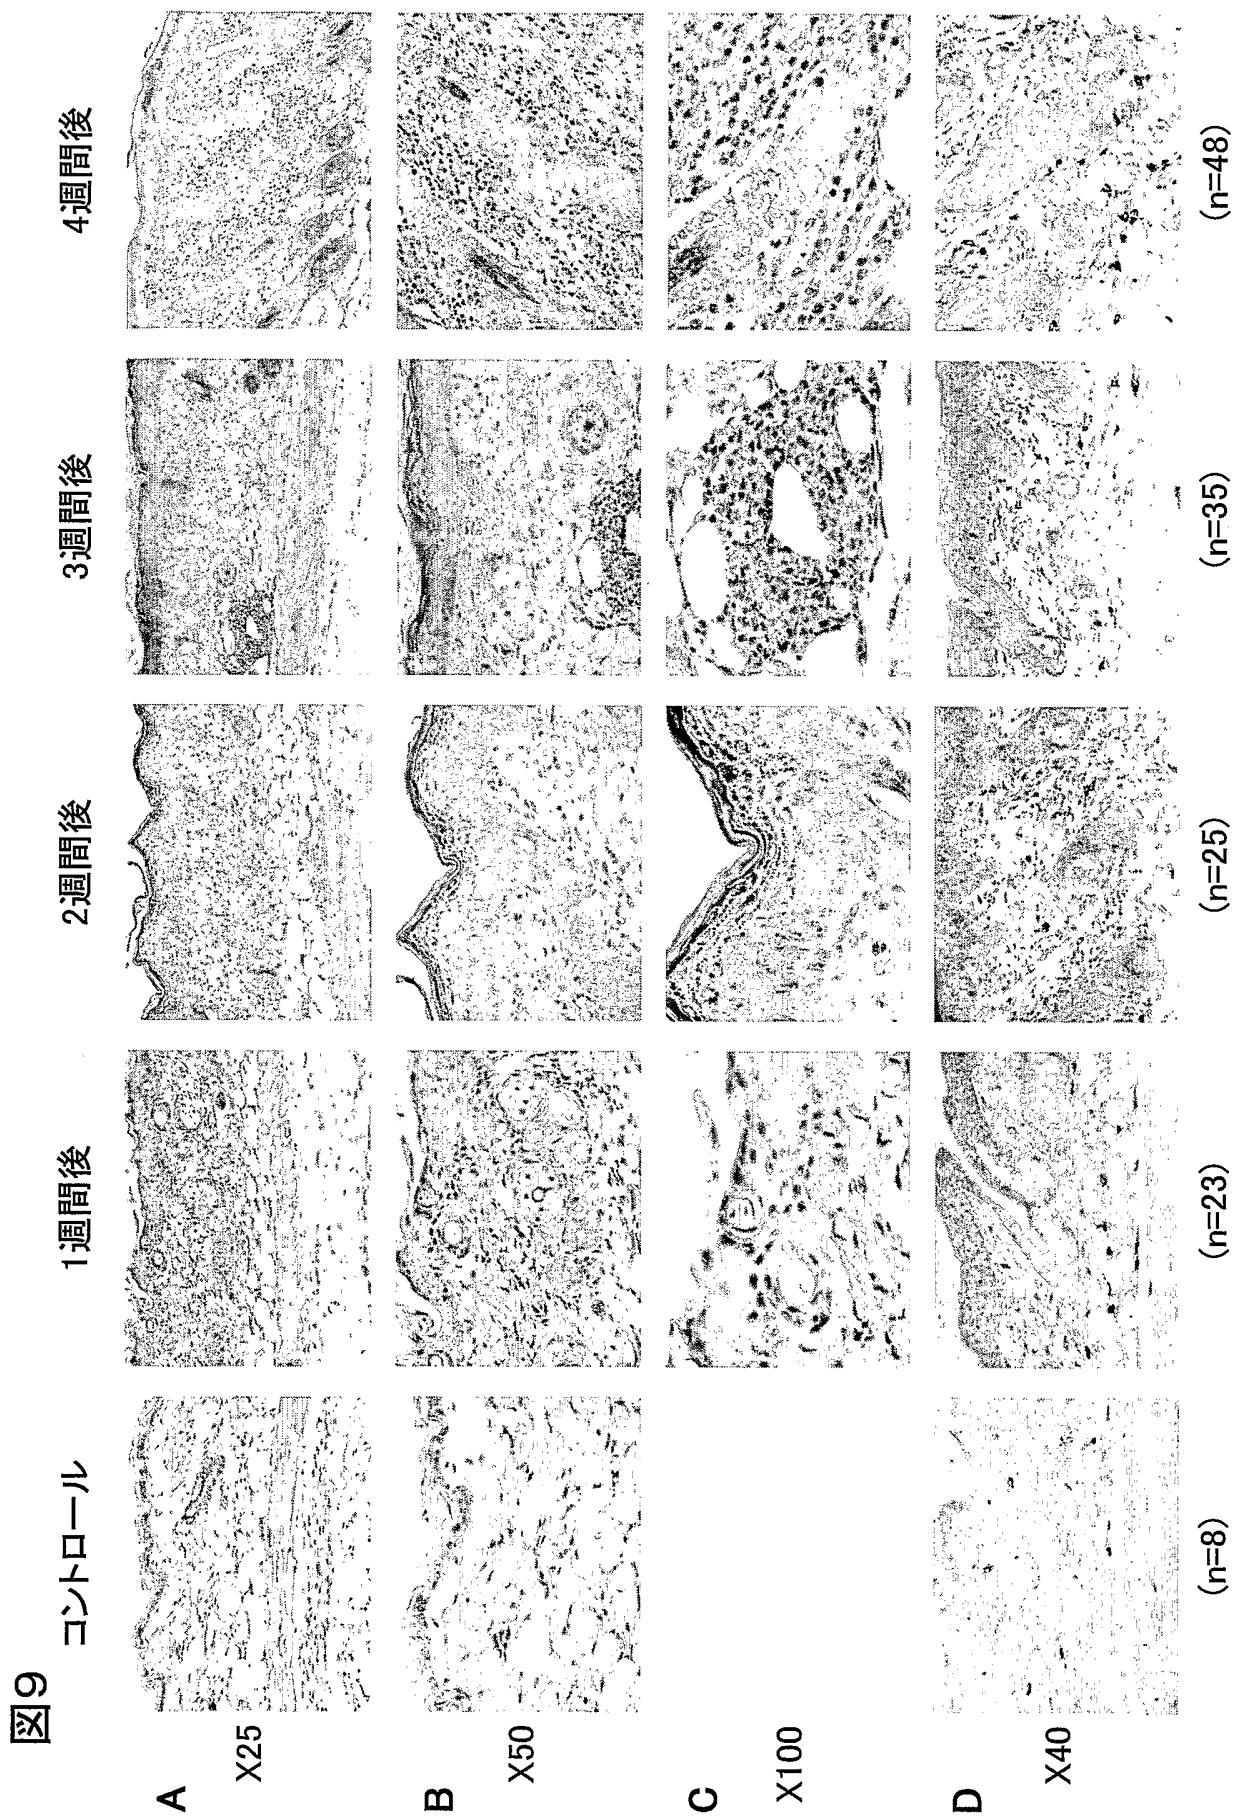 図9
コントロール 1週間後 2週間後 3週間後 4週間後
A
X25
B
X50
C
X100
D
X40
(n=8) (n=23) (n=25) (n=35) (n=48)